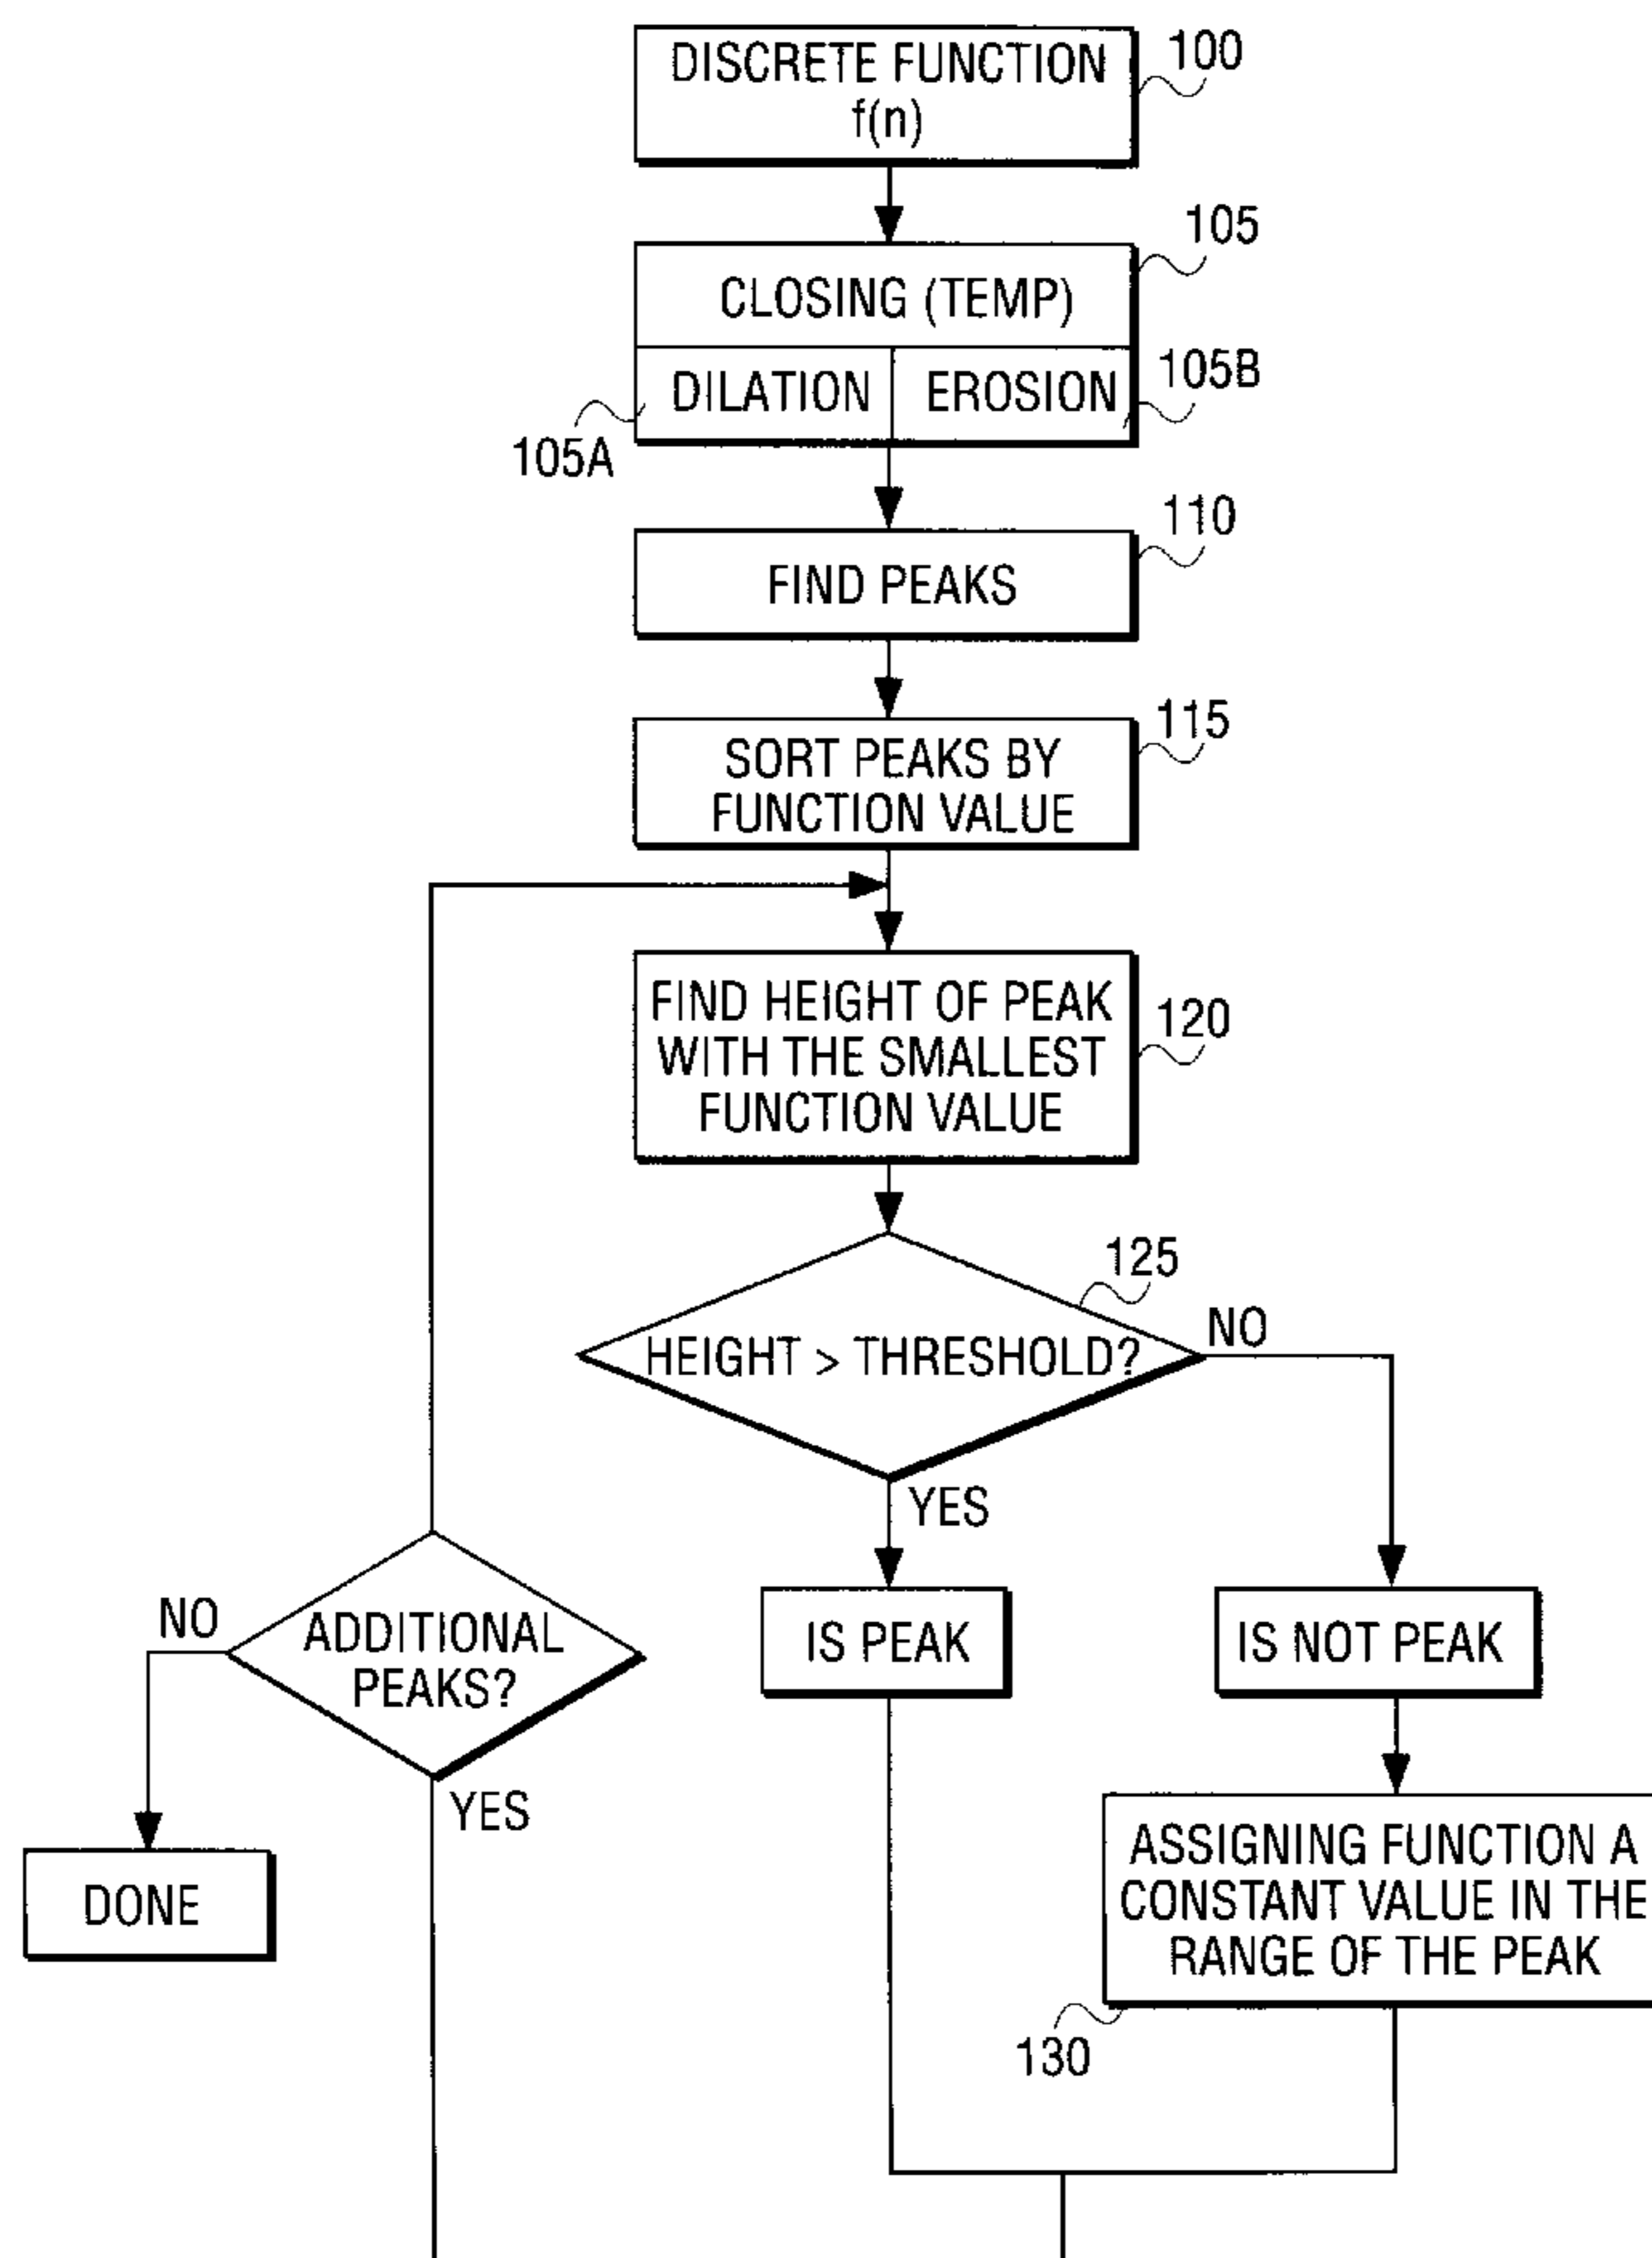 DISCRETE FUNCTION
f(n)
100
CLOSING (TEMP)
105
DILATION
EROSION
105A
105B
FIND PEAKS
110
SORT PEAKS BY
FUNCTION VALUE
115
FIND HEIGHT OF PEAK
WITH THE SMALLEST
FUNCTION VALUE
120
HEIGHT > THRESHOLD?
125
NO
YES
NO
ADDITIONAL
PEAKS?
YES
IS PEAK
IS NOT PEAK
DONE
ASSIGNING FUNCTION A
CONSTANT VALUE IN THE
RANGE OF THE PEAK
130